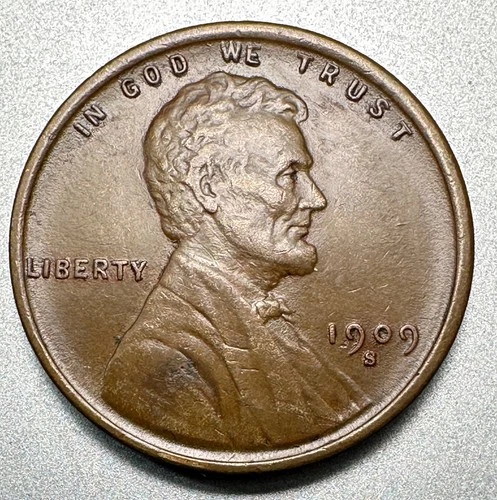 IN GOD WE TRUST
LIBERTY
1909
S